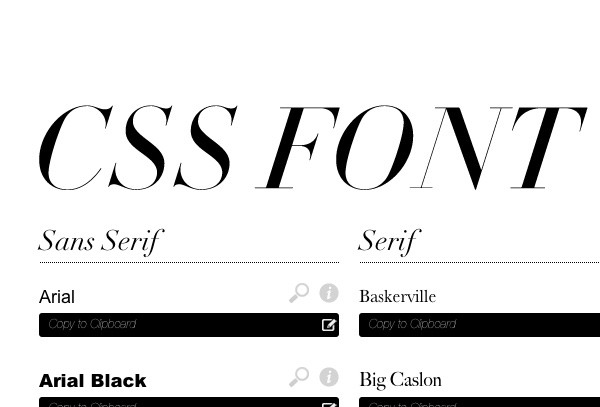 CSS FONT
Sans Serif
Serif
Arial
Baskerville
Copy to Clipboard
Copy to Clipboard
Arial Black
Big Caslon
Copy to Clipboard
Copy to Clipboard